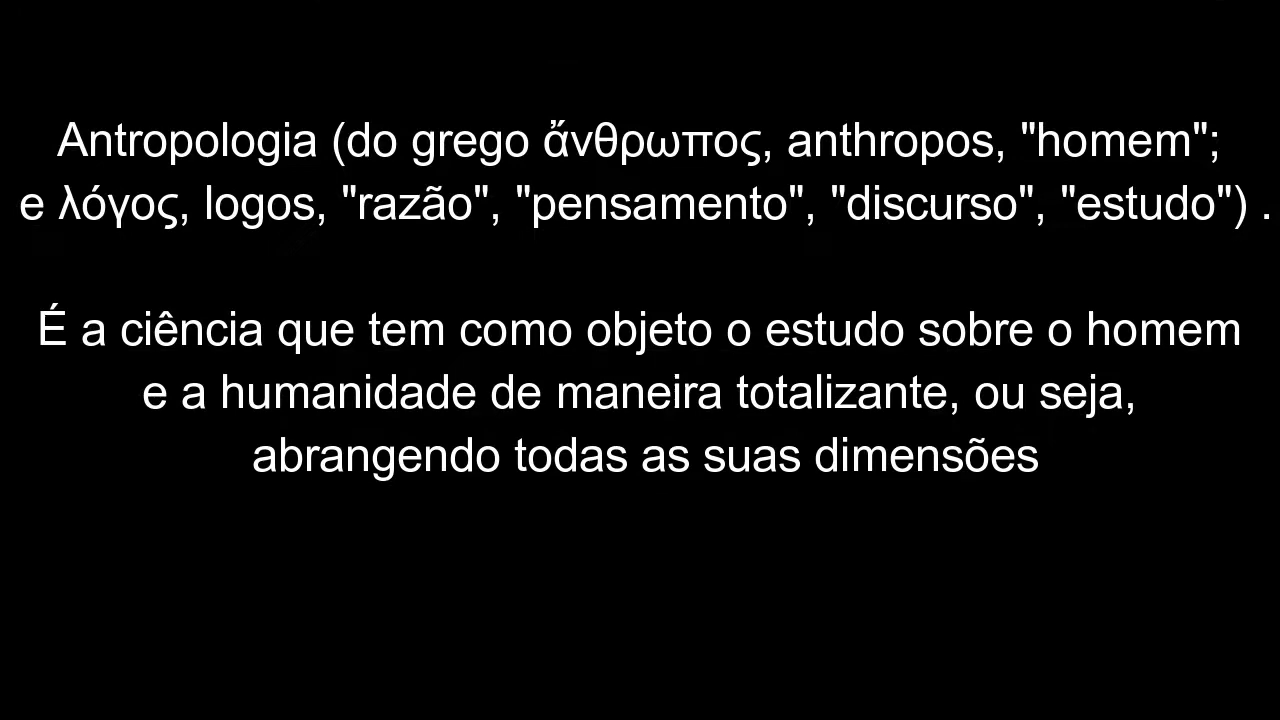 Antropologia (do grego ἄνθρωπος, anthropos, "homem";
e λόγος, logos, "razão", "pensamento", "discurso", "estudo") .
É a ciência que tem como objeto o estudo sobre o homem
e a humanidade de maneira totalizante, ou seja,
abrangendo todas as suas dimensões